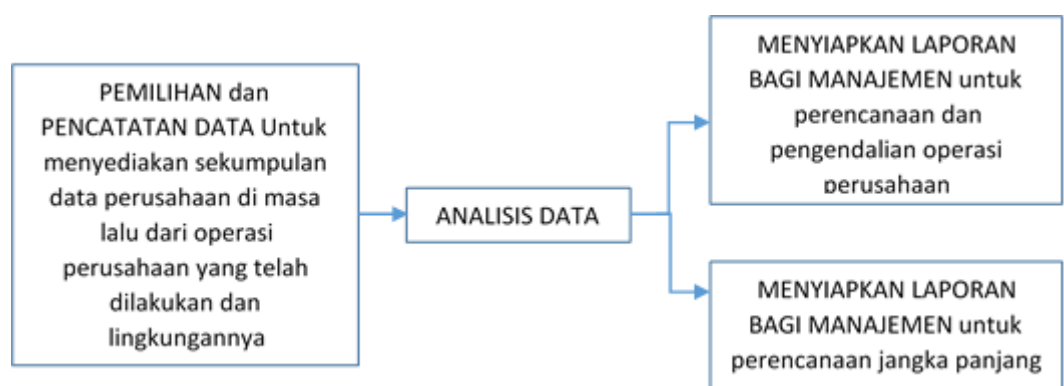 PEMILIHAN dan
PENCATATAN DATA Untuk
menyediakan sekumpulan
data perusahaan di masa
lalu dari operasi
perusahaan yang telah
dilakukan dan
lingkungannya
ANALISIS DATA
MENYIAPKAN LAPORAN
BAGI MANAJEMEN untuk
perencanaan dan
pengendalian operasi
perusahaan
MENYIAPKAN LAPORAN
BAGI MANAJEMEN untuk
perencanaan jangka panjang